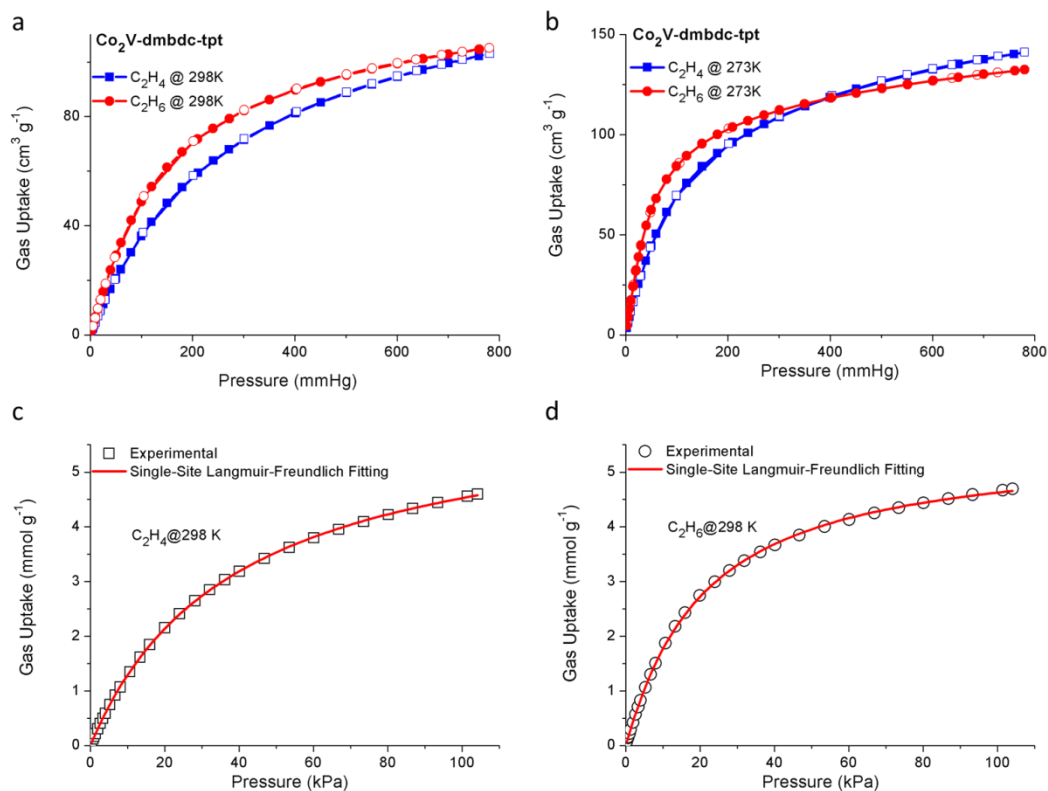 a
Co₂V-dmbdc-tpt
C₂H₄ @ 298K
C₂H₆ @ 298K
Gas Uptake (cm³ g⁻¹)
80
40
0
0 200 400 600 800
Pressure (mmHg)
b
Co₂V-dmbdc-tpt
C₂H₄ @ 273K
C₂H₆ @ 273K
Gas Uptake (cm³ g⁻¹)
150
100
50
0
0 200 400 600 800
Pressure (mmHg)
c
Experimental
Single-Site Langmuir-Freundlich Fitting
C₂H₄@298 K
Gas Uptake (mmol g⁻¹)
5
4
3
2
1
0
0 20 40 60 80 100
Pressure (kPa)
d
Experimental
Single-Site Langmuir-Freundlich Fitting
C₂H₆@298 K
Gas Uptake (mmol g⁻¹)
5
4
3
2
1
0
0 20 40 60 80 100
Pressure (kPa)